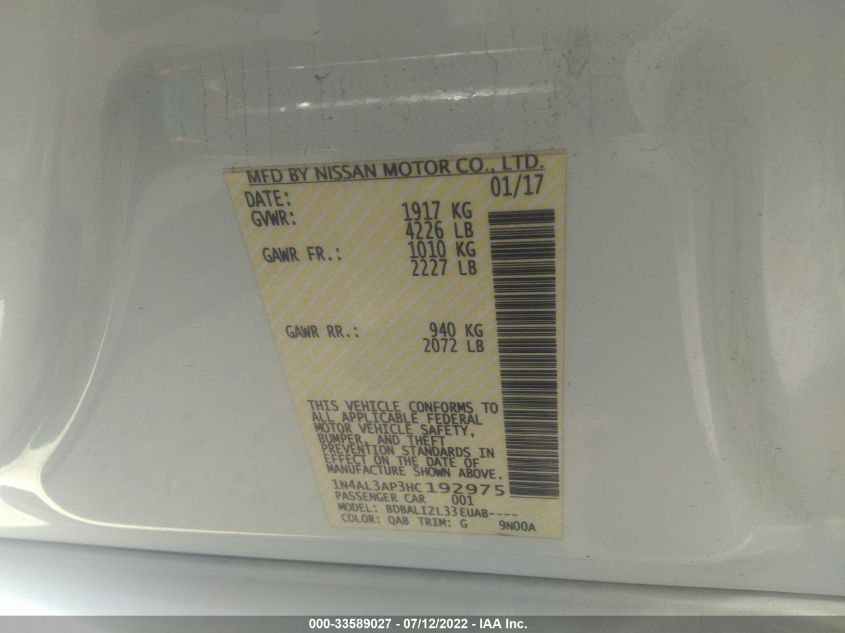 MFD BY NISSAN MOTOR CO., LTD.
DATE: 01/17
GVWR: 1917 KG
4226 LB
GAWR FR.: 1010 KG
2227 LB
GAWR RR.: 940 KG
2072 LB
THIS VEHICLE CONFORMS TO
ALL APPLICABLE FEDERAL
MOTOR VEHICLE SAFETY,
BUMPER, AND THEFT
PREVENTION STANDARDS IN
EFFECT ON THE DATE OF
MANUFACTURE SHOWN ABOVE.
1N4AL3AP3HC192975
PASSENGER CAR 001
MODEL: BDBALIZL33EUAB----
COLOR: QAB TRIM: G 9N00A
000-33589027 - 07/12/2022 - IAA Inc.